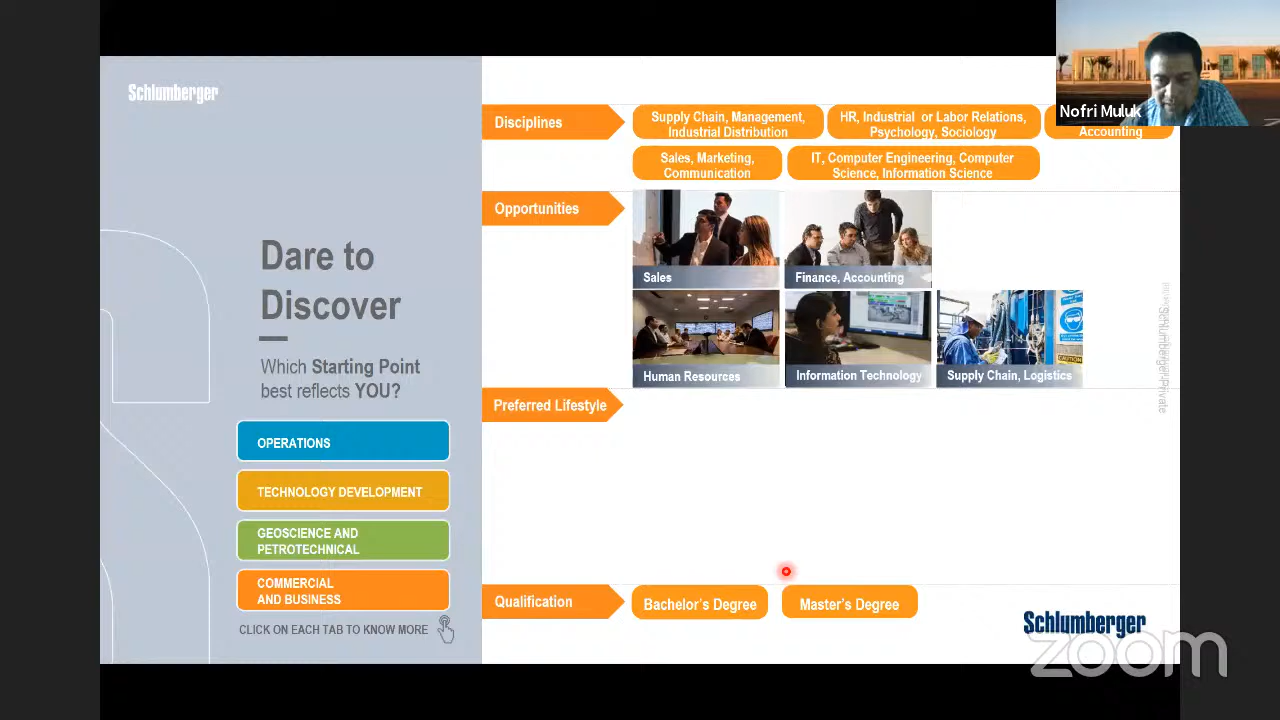 Schlumberger
Dare to
Discover
Which Starting Point
best reflects YOU?
OPERATIONS
TECHNOLOGY DEVELOPMENT
GEOSCIENCE AND
PETROTECHNICAL
COMMERCIAL
AND BUSINESS
CLICK ON EACH TAB TO KNOW MORE
Disciplines
Supply Chain, Management,
Industrial Distribution
HR, Industrial or Labor Relations,
Psychology, Sociology
Accounting
Sales, Marketing,
Communication
IT, Computer Engineering, Computer
Science, Information Science
Opportunities
Sales
Finance, Accounting
Human Resources
Information Technology
Supply Chain, Logistics
CAUTION
Preferred Lifestyle
Qualification
Bachelor's Degree
Master's Degree
Schlumberger
zoom
Nofri Muluk